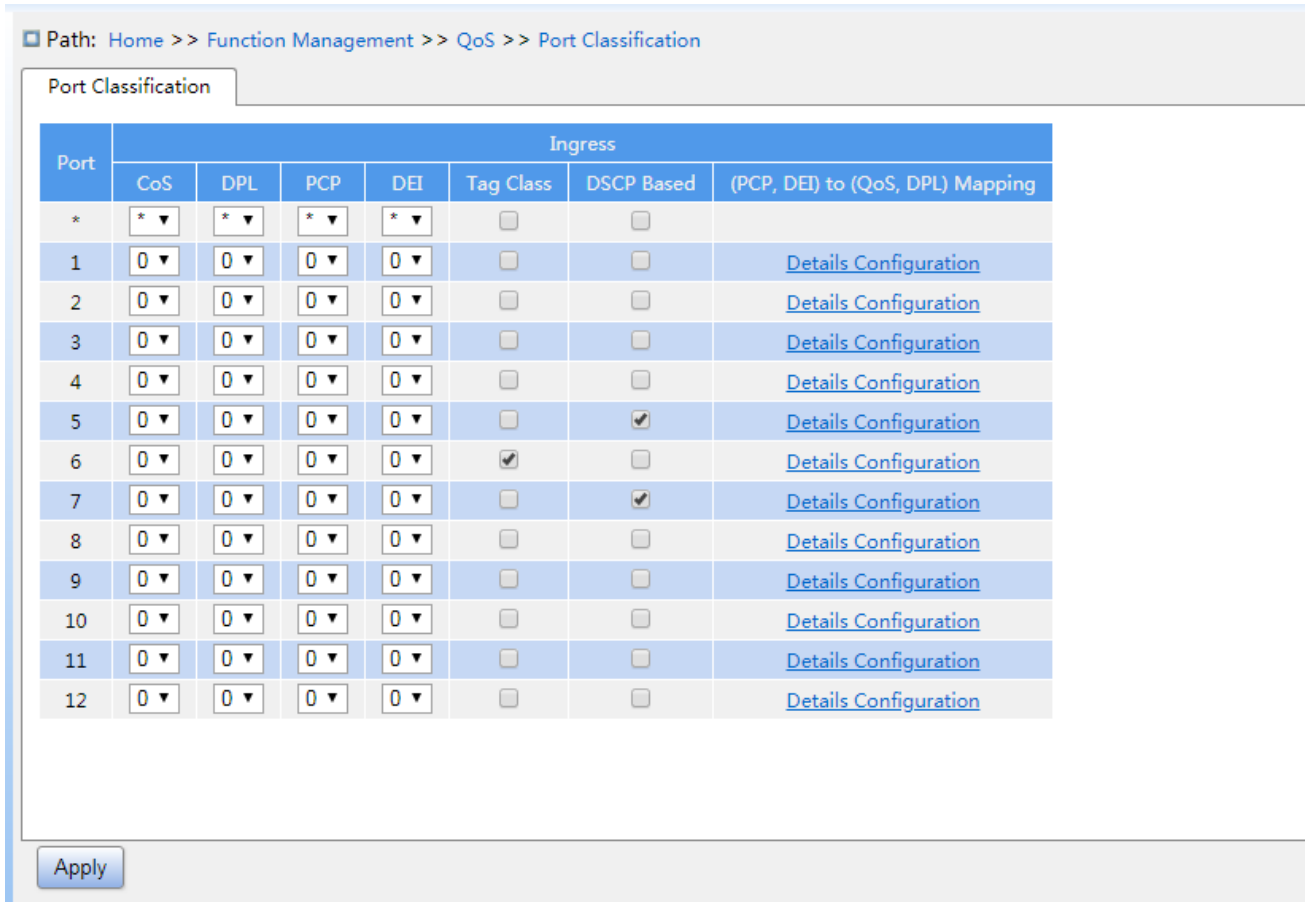 Path: Home >> Function Management >> QoS >> Port Classification
Port Classification
Port Ingress
CoS DPL PCP DEI Tag Class DSCP Based (PCP, DEI) to (QoS, DPL) Mapping
* * * * *
1 0 0 0 0 Details Configuration
2 0 0 0 0 Details Configuration
3 0 0 0 0 Details Configuration
4 0 0 0 0 Details Configuration
5 0 0 0 0 Details Configuration
6 0 0 0 0 Details Configuration
7 0 0 0 0 Details Configuration
8 0 0 0 0 Details Configuration
9 0 0 0 0 Details Configuration
10 0 0 0 0 Details Configuration
11 0 0 0 0 Details Configuration
12 0 0 0 0 Details Configuration
Apply